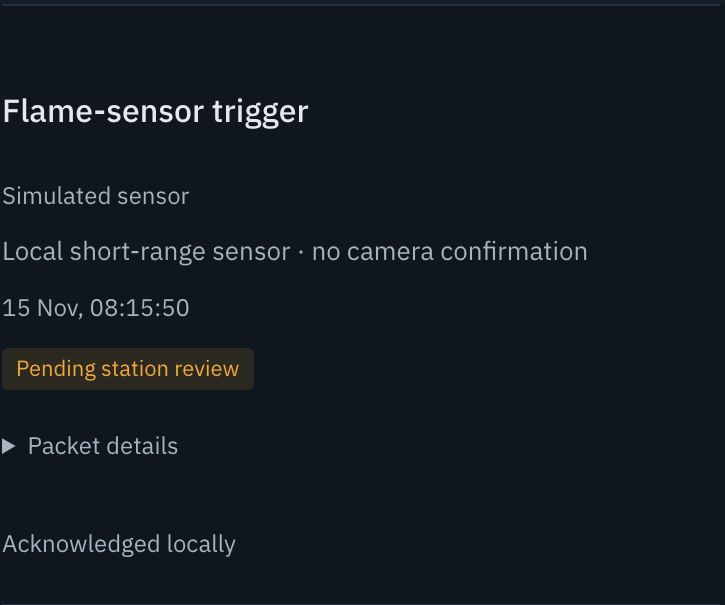 Flame-sensor trigger
Simulated sensor
Local short-range sensor · no camera confirmation
15 Nov, 08:15:50
Pending station review
Packet details
Acknowledged locally